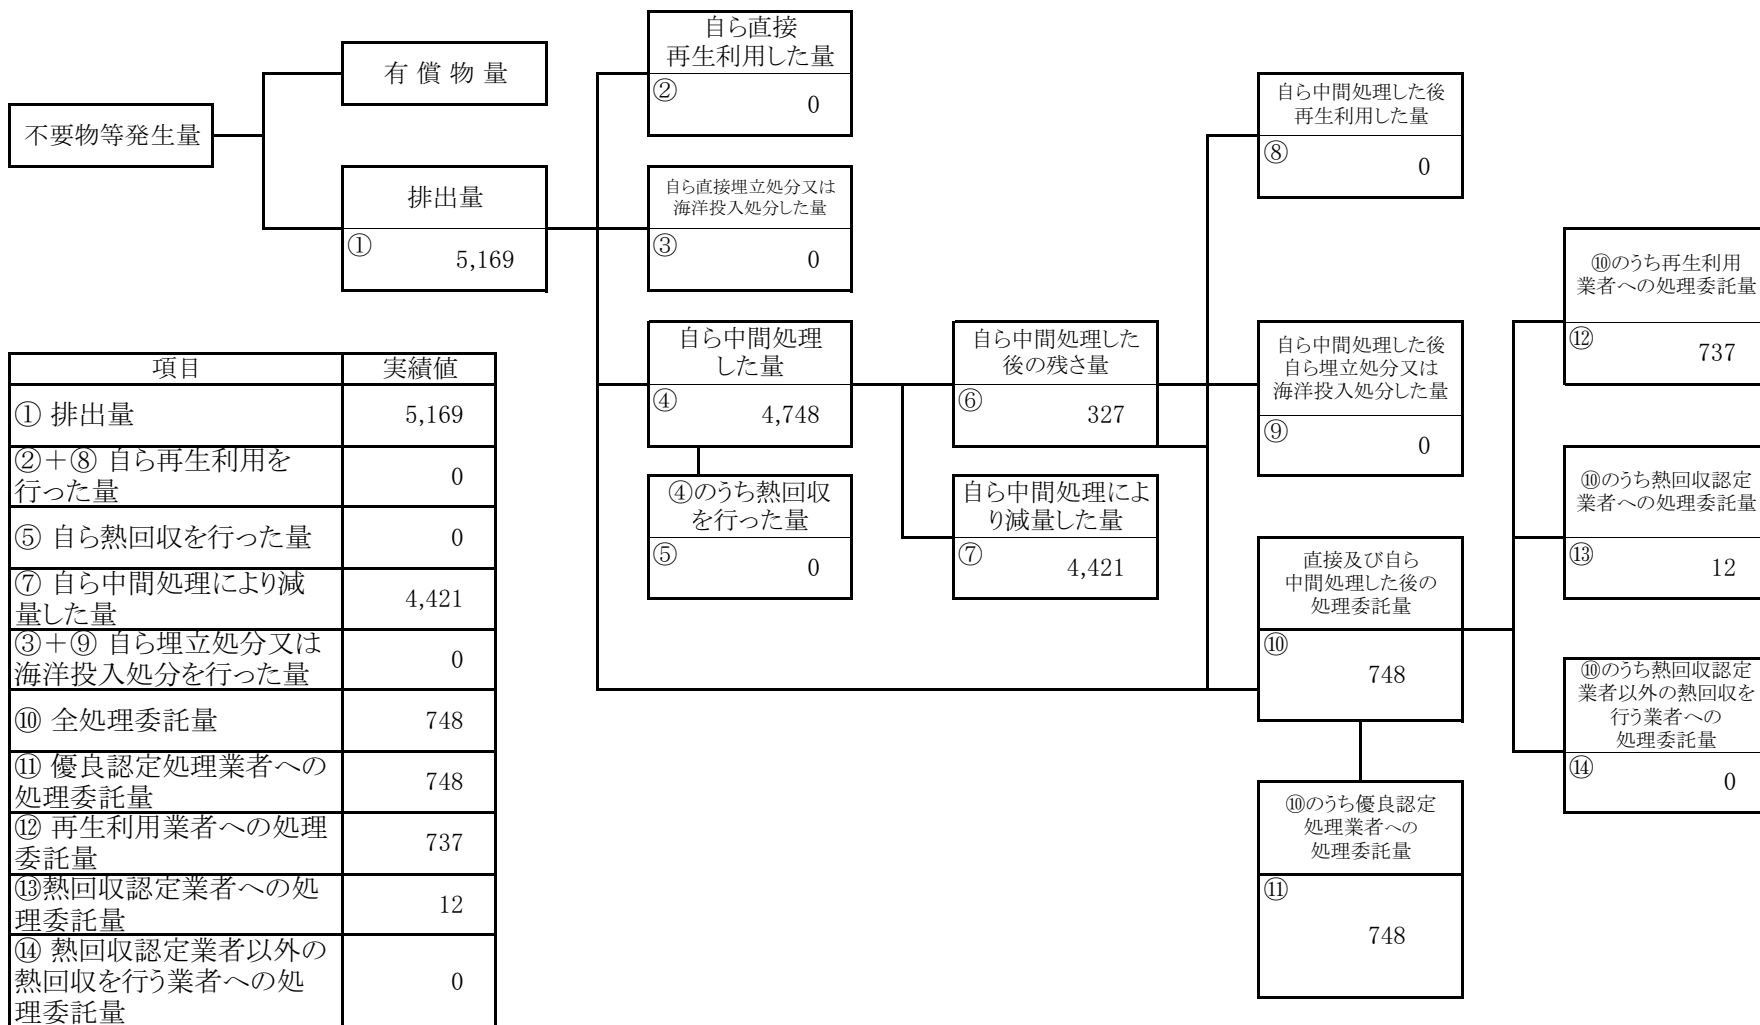 自ら直接
再生利用した量
②
0
有償物量
不要物等発生量
排出量
①
5,169
自ら直接埋立処分又は
海洋投入処分した量
③
0
自ら中間処理した後
再生利用した量
⑧
0
自ら中間処理
した量
④
4,748
自ら中間処理した
後の残さ量
⑥
327
自ら中間処理した後
自ら埋立処分又は
海洋投入処分した量
⑨
0
④のうち熱回収
を行った量
⑤
0
自ら中間処理によ
り減量した量
⑦
4,421
直接及び自ら
中間処理した後の
処理委託量
⑩
748
⑩のうち優良認定
処理業者への
処理委託量
⑪
748
⑩のうち再生利用
業者への処理委託量
⑫
737
⑩のうち熱回収認定
業者への処理委託量
⑬
12
⑩のうち熱回収認定
業者以外の熱回収を
行う業者への
処理委託量
⑭
0
項目 実績値
① 排出量 5,169
②＋⑧ 自ら再生利用を
行った量 0
⑤ 自ら熱回収を行った量 0
⑦ 自ら中間処理により減
量した量 4,421
③＋⑨ 自ら埋立処分又は
海洋投入処分を行った量 0
⑩ 全処理委託量 748
⑪ 優良認定処理業者への
処理委託量 748
⑫ 再生利用業者への処理
委託量 737
⑬熱回収認定業者への処
理委託量 12
⑭ 熱回収認定業者以外の
熱回収を行う業者への処
理委託量 0